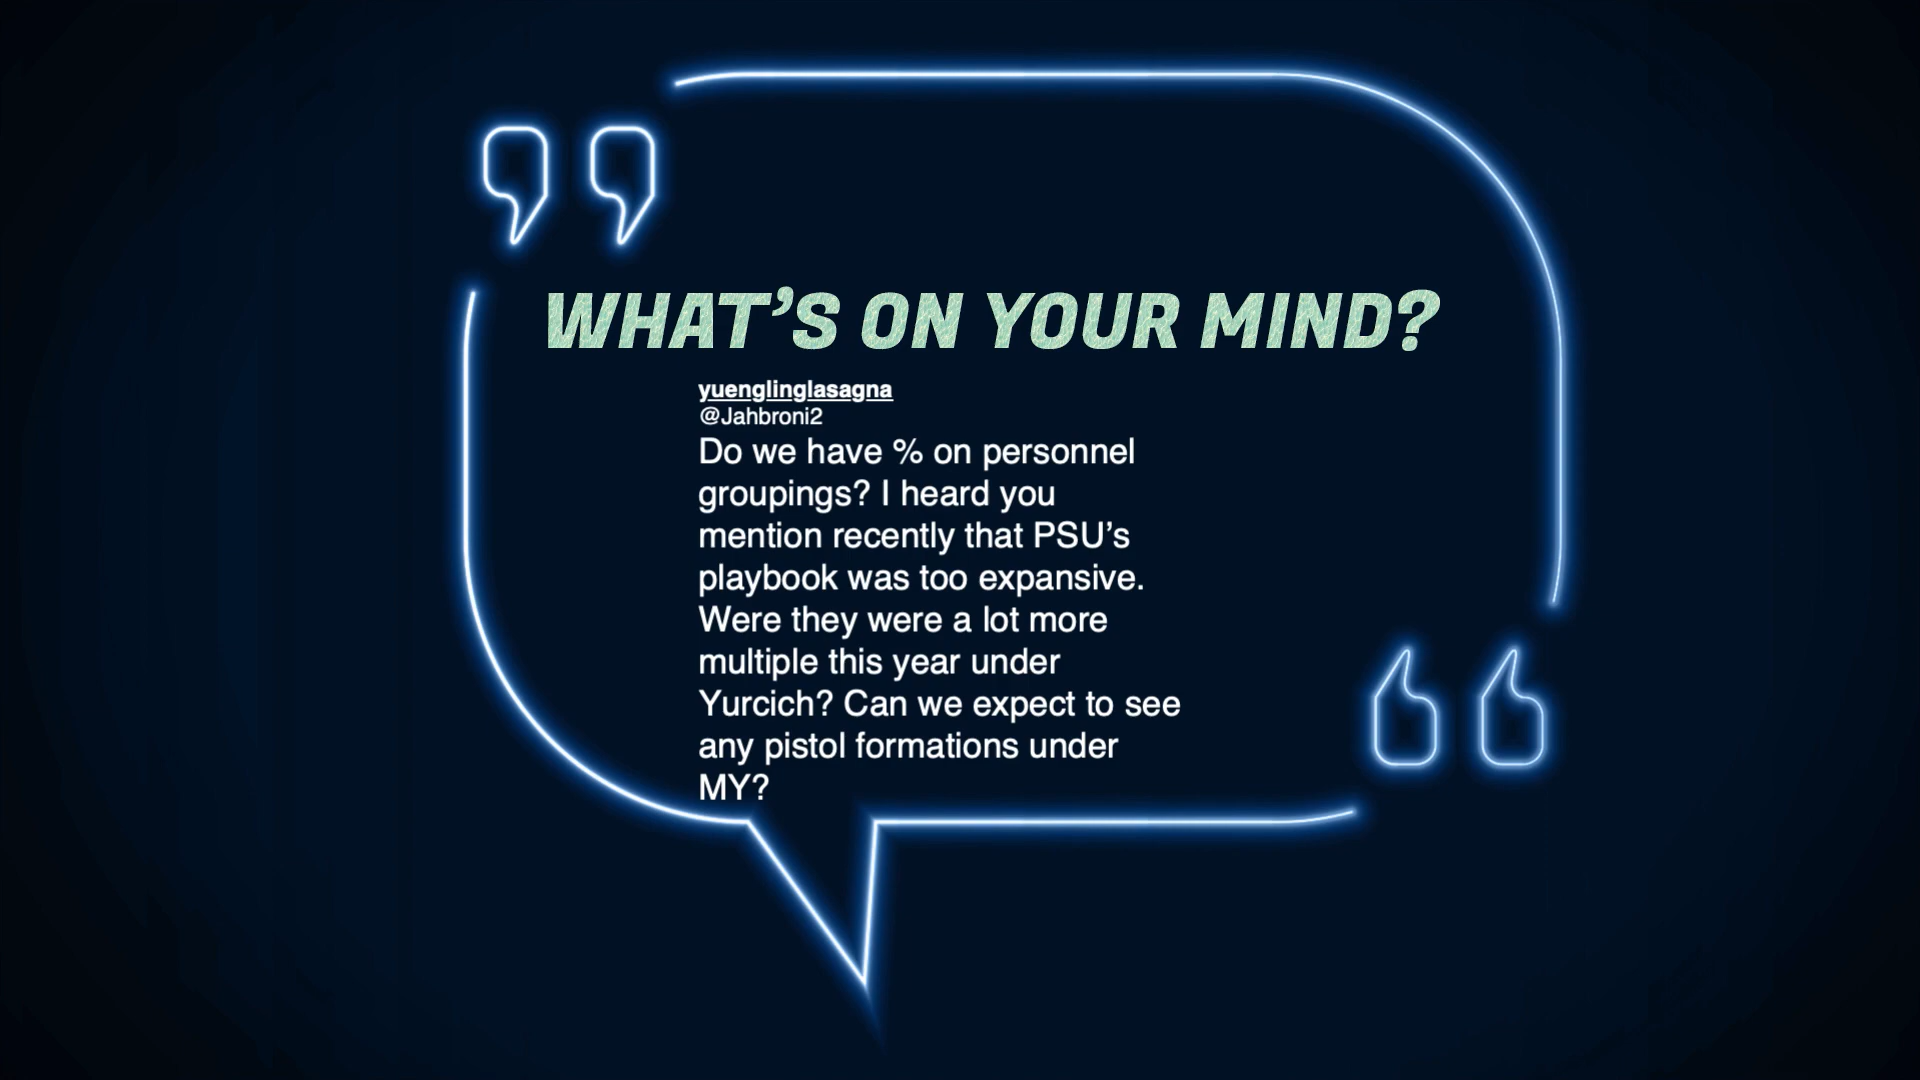 WHAT'S ON YOUR MIND?
yuenglinglasagna
@Jahbroni2
Do we have % on personnel
groupings? I heard you
mention recently that PSU's
playbook was too expansive.
Were they were a lot more
multiple this year under
Yurcich? Can we expect to see
any pistol formations under
MY?